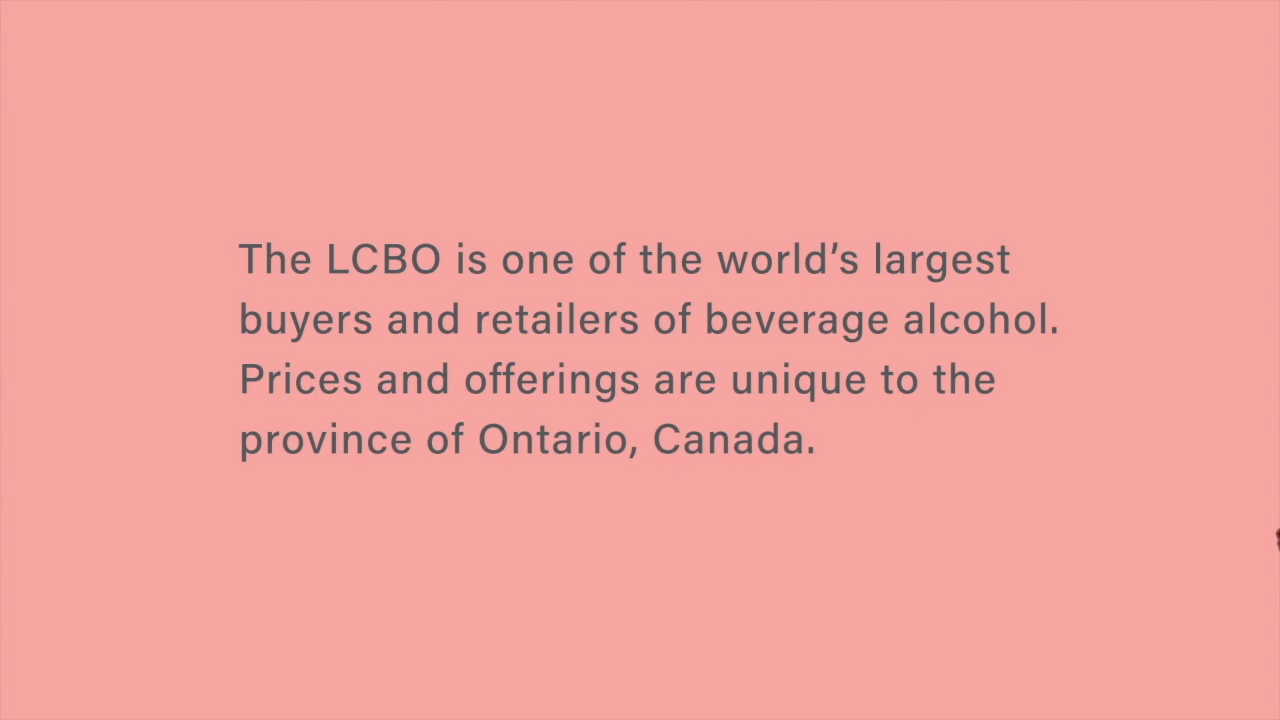 The LCBO is one of the world’s largest
buyers and retailers of beverage alcohol.
Prices and offerings are unique to the
province of Ontario, Canada.